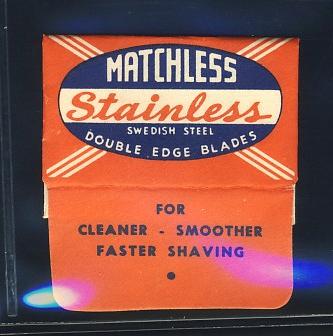 MATCHLESS
Stainless
SWEDISH STEEL
DOUBLE EDGE BLADES
FOR
CLEANER - SMOOTHER
FASTER SHAVING